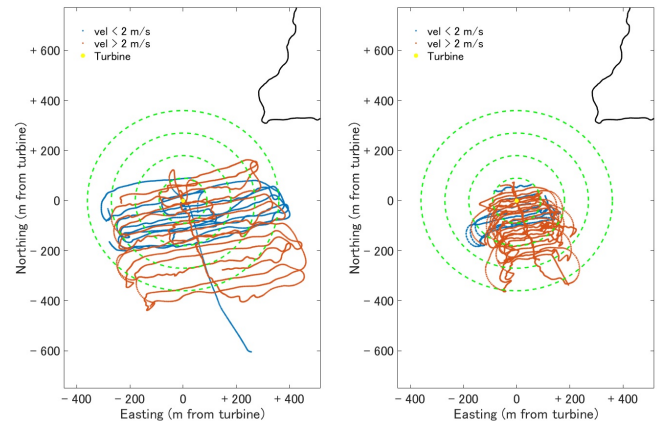 vel < 2 m/s
vel > 2 m/s
Turbine
+ 600
+ 400
+ 200
0
- 200
- 400
- 600
Northing (m from turbine)
- 400
- 200
0
+ 200
+ 400
Easting (m from turbine)
vel < 2 m/s
vel > 2 m/s
Turbine
+ 600
+ 400
+ 200
0
- 200
- 400
- 600
Northing (m from turbine)
- 400
- 200
0
+ 200
+ 400
Easting (m from turbine)